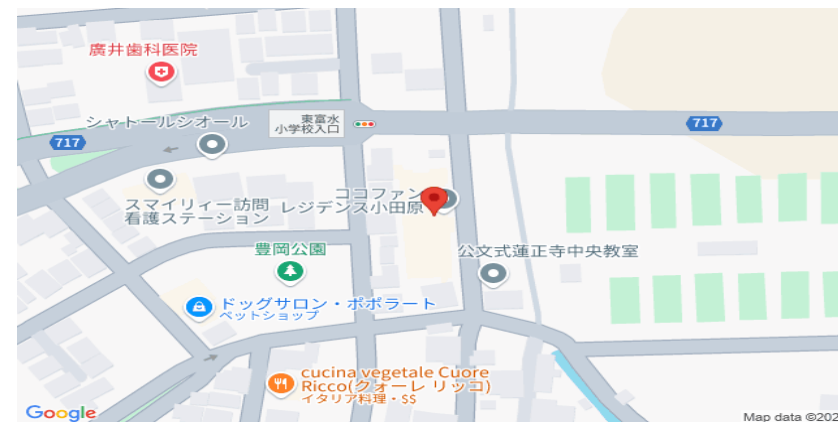 廣井歯科医院
シャトールシオール
東富水
小学校入口
717
717
スマイリィー訪問
看護ステーション
ココファン
レジデンス小田原
豊岡公園
公文式蓮正寺中央教室
ドッグサロン・ポポラート
ペットショップ
cucina vegetale Cuore
Ricco(クォーレ リッコ)
イタリア料理・$$
Google
Map data ©202